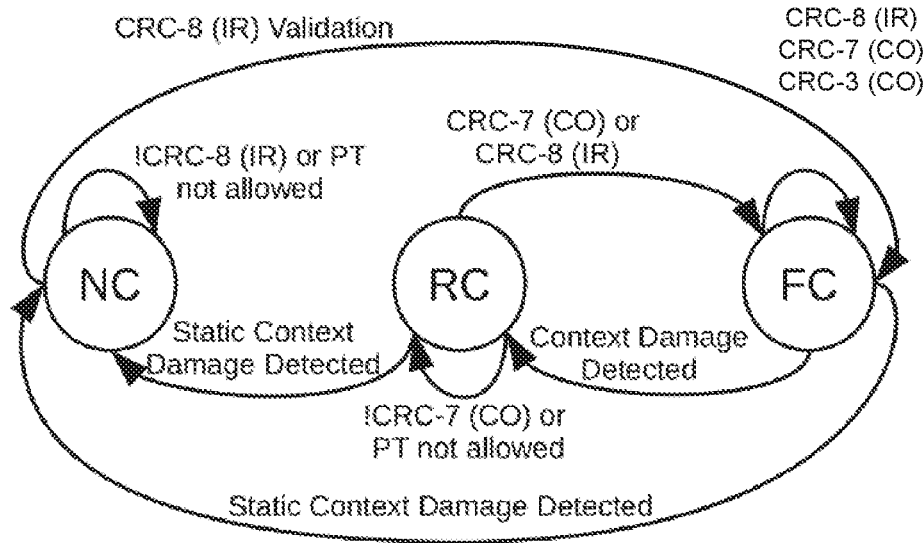 CRC-8 (IR) Validation
CRC-8 (IR)
CRC-7 (CO)
CRC-3 (CO)
!CRC-8 (IR) or PT
not allowed
CRC-7 (CO) or
CRC-8 (IR)
NC
RC
FC
Static Context
Damage Detected
Context Damage
Detected
!CRC-7 (CO) or
PT not allowed
Static Context Damage Detected